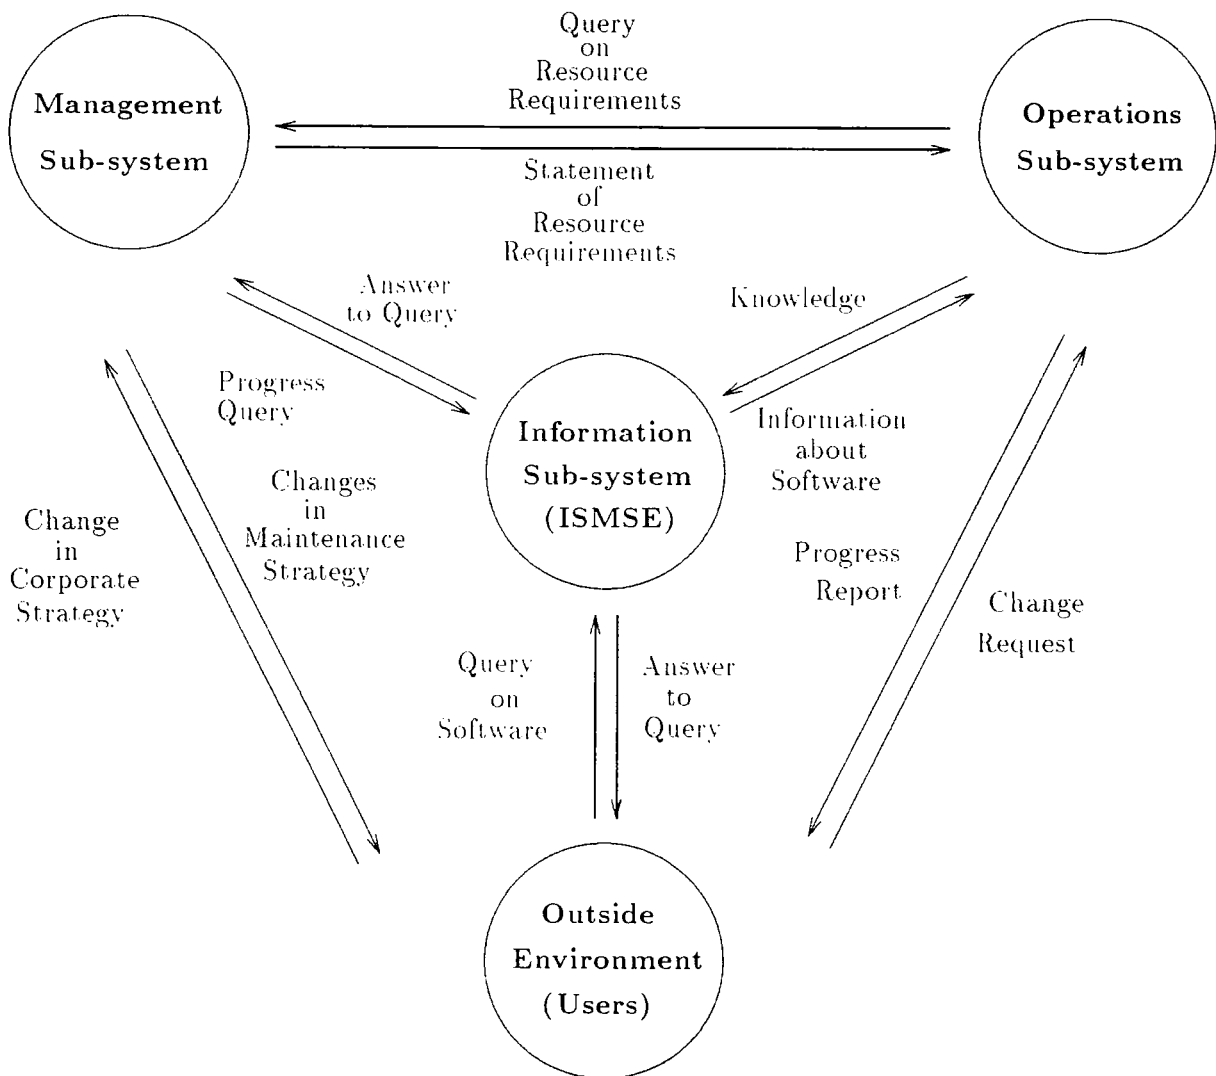 Query
on
Resource
Requirements
Management
Sub-system
Operations
Sub-system
Statement
of
Resource
Requirements
Answer
to Query
Knowledge
Progress
Query
Information
Sub-system
(ISMSE)
Information
about
Software
Changes
in
Maintenance
Strategy
Change
in
Corporate
Strategy
Progress
Report
Change
Request
Query
on
Software
Answer
to
Query
Outside
Environment
(Users)